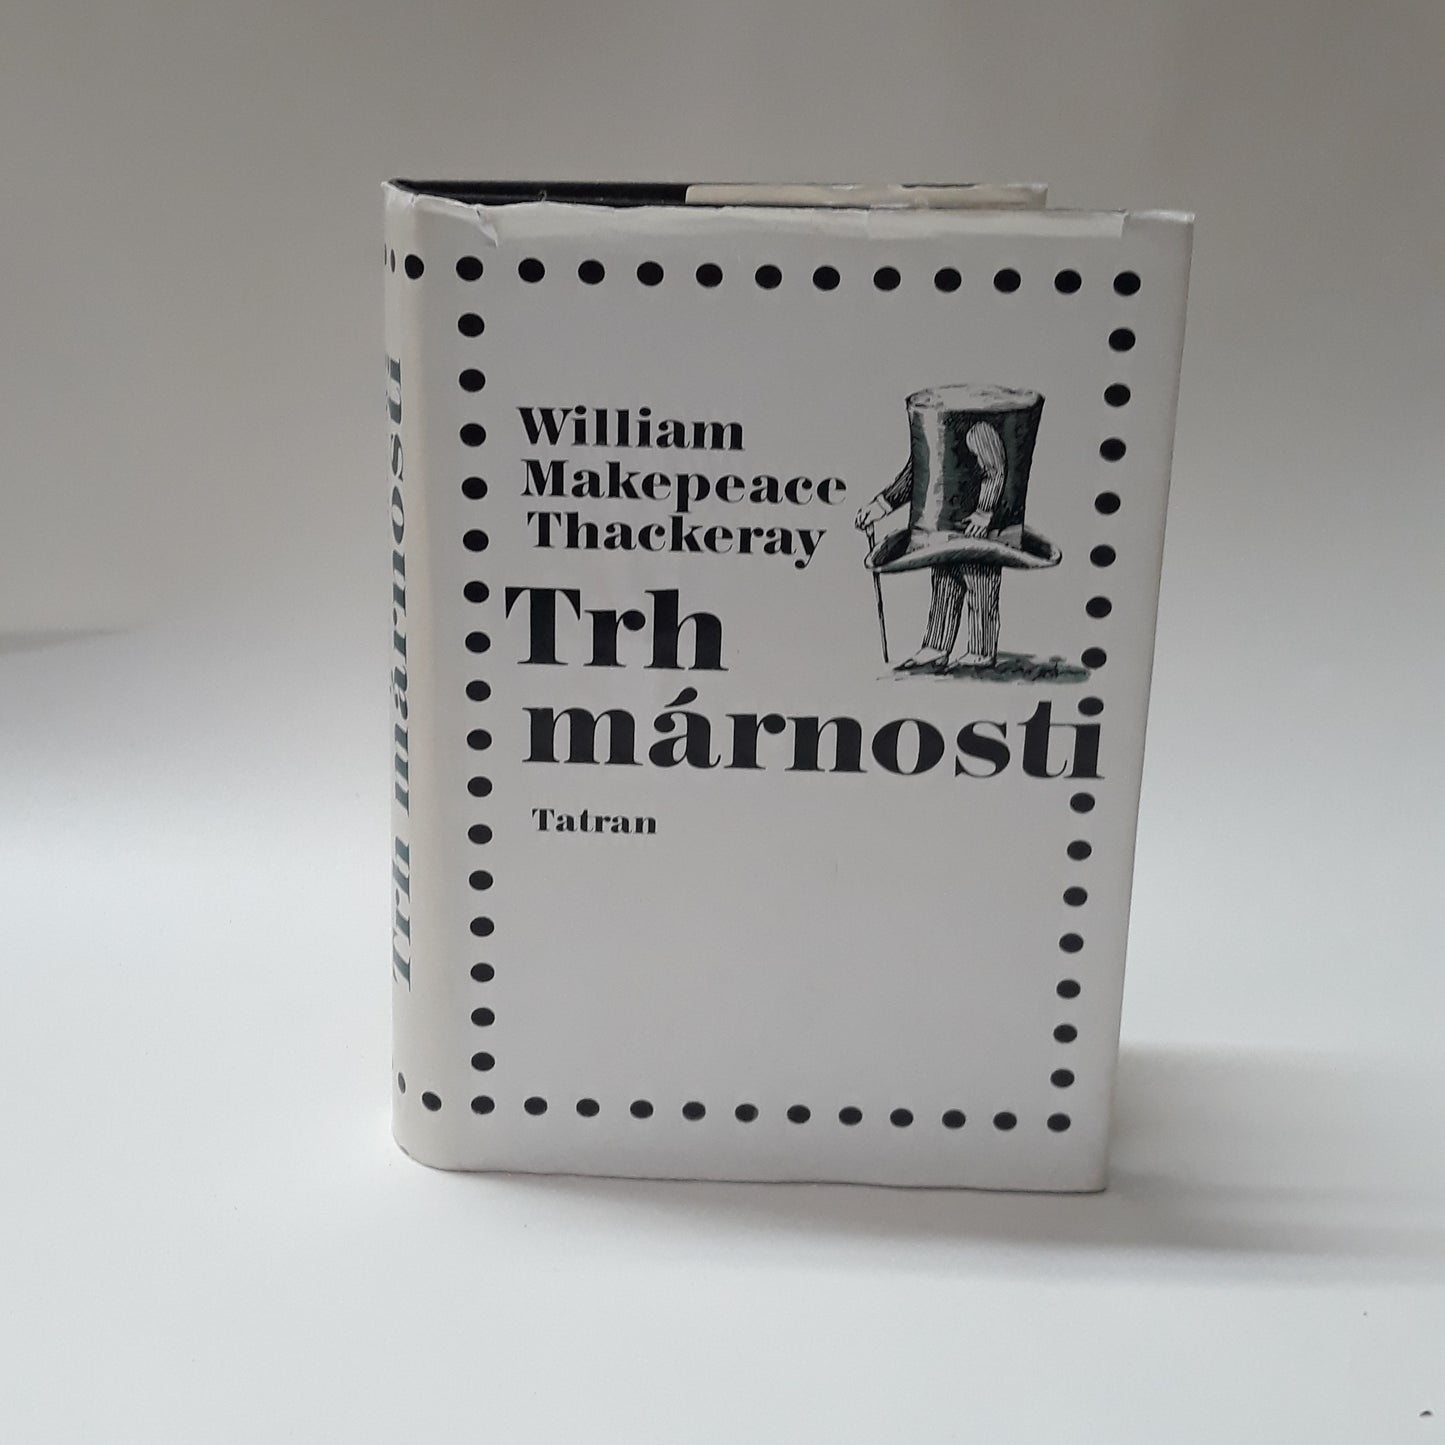 William
Makepeace
Thackeray
Trh
márnosti
Tatran
Trh márnosti